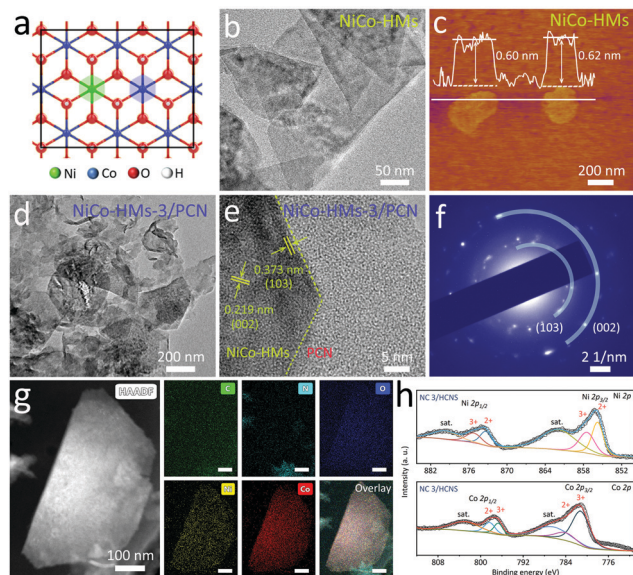 a
Ni Co O H
b NiCo-HMs
50 nm
c NiCo-HMs
0.60 nm 0.62 nm
200 nm
d NiCo-HMs-3/PCN
200 nm
e NiCo-HMs-3/PCN
0.373 nm
(103)
0.219 nm
(002)
NiCo-HMs PCN
5 nm
f
(103) (002)
2 1/nm
g HAADF
100 nm
C N O
Ni Co Overlay
h
NC 3/HCNS Ni 2p3/2 Ni 2p
Ni 2p1/2 2+
3+
sat. 3+ 2+ sat.
882 876 870 864 858 852
NC 3/HCNS Co 2p3/2 Co 2p
Co 2p1/2 3+
2+
sat. 2+ 3+ sat.
808 804 800 784 780 776
Intensity (a. u.)
Binding energy (eV)